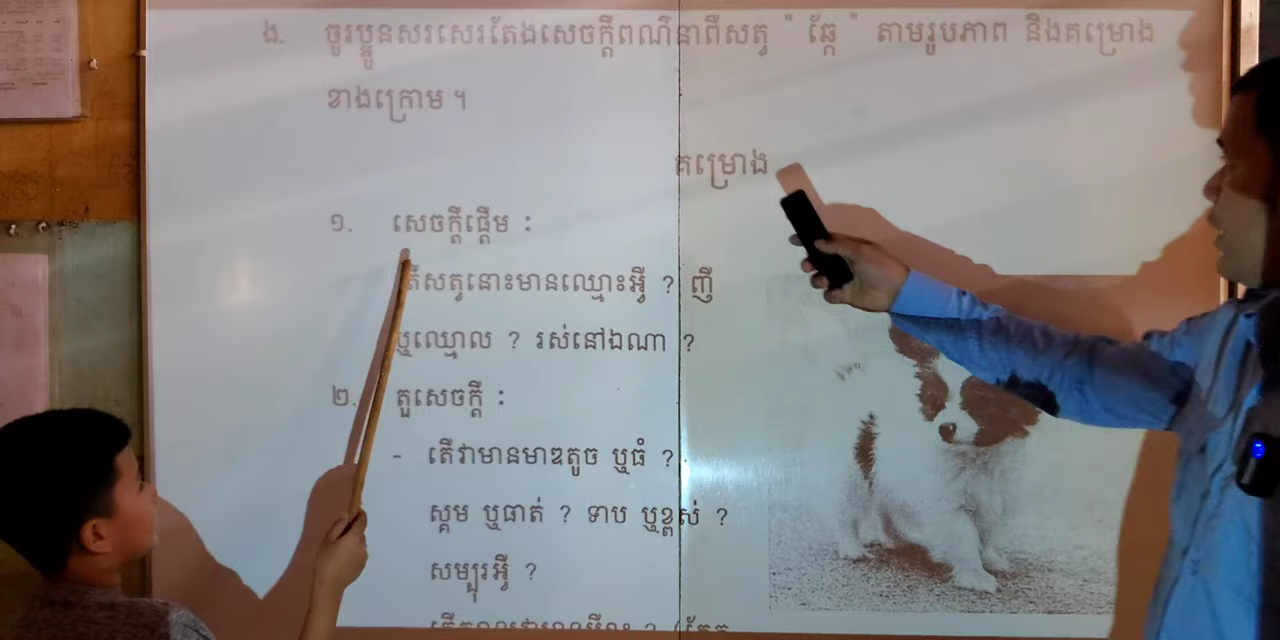 ង. ចូរប្អូនសរសេរតែងសេចក្ដីពណ៌នាពីសត្វ " ឆ្កែ " តាមរូបភាព និងគម្រោង
ខាងក្រោម ។
គម្រោង
១. សេចក្ដីផ្ដើម :
តើសត្វនោះមានឈ្មោះអ្វី ? ញី
ឬឈ្មោល ? រស់នៅឯណា ?
២. តួសេចក្ដី :
- តើវាមានមាឌតូច ឬធំ ?
ស្គម ឬធាត់ ? ទាប ឬខ្ពស់ ?
សម្បុរអ្វី ?